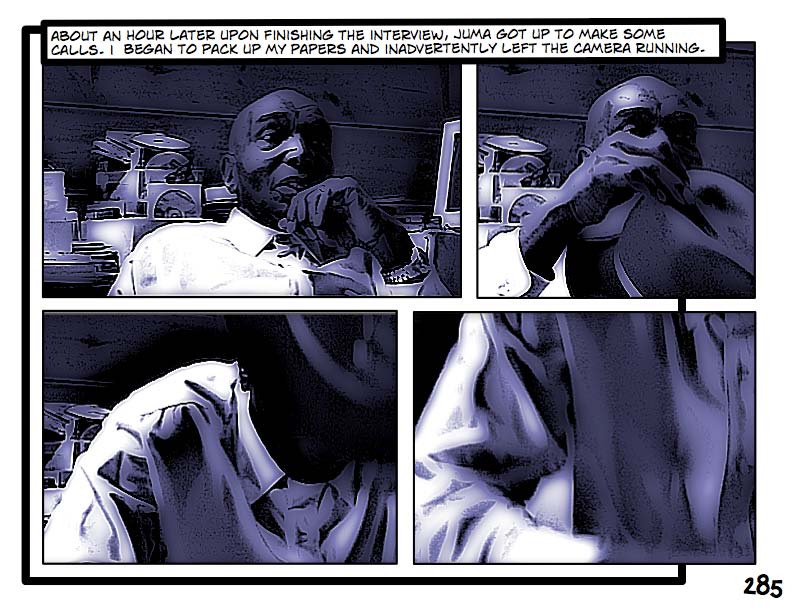 ABOUT AN HOUR LATER UPON FINISHING THE INTERVIEW, JUMA GOT UP TO MAKE SOME
CALLS. I BEGAN TO PACK UP MY PAPERS AND INADVERTENTLY LEFT THE CAMERA RUNNING.
285